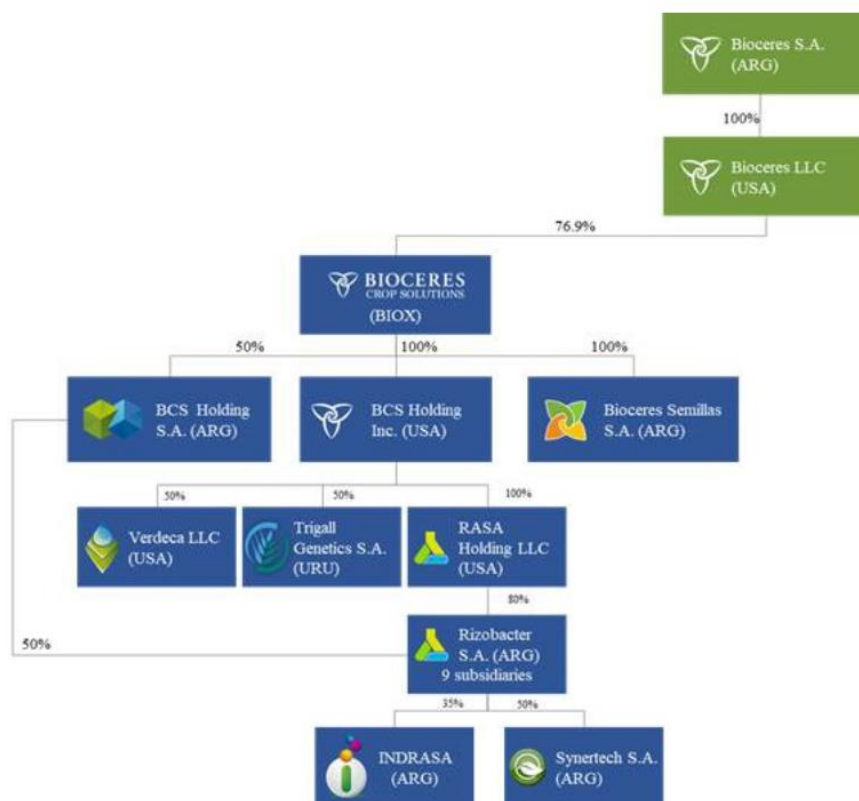 Bioceres S.A.
(ARG)
100%
Bioceres LLC
(USA)
76.9%
BIOCERES
CROP SOLUTIONS
(BIOX)
50%
100%
100%
BCS Holding
S.A. (ARG)
BCS Holding
Inc. (USA)
Bioceres Semillas
S.A. (ARG)
50%
50%
100%
Verdeca LLC
(USA)
Trigall
Genetics S.A.
(URU)
RASA
Holding LLC
(USA)
80%
50%
Rizobacter
S.A. (ARG)
9 subsidiaries
35%
50%
INDRASA
(ARG)
Synertech S.A.
(ARG)